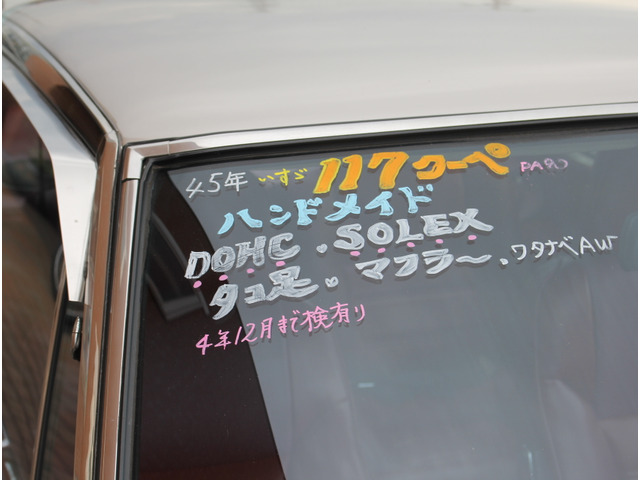 45年 いすゞ 117クーペ PA90
ハンドメイド
DOHC . SOLEX
タコ足。マフラ〜. ワタナベAW
4年12月まで検有り